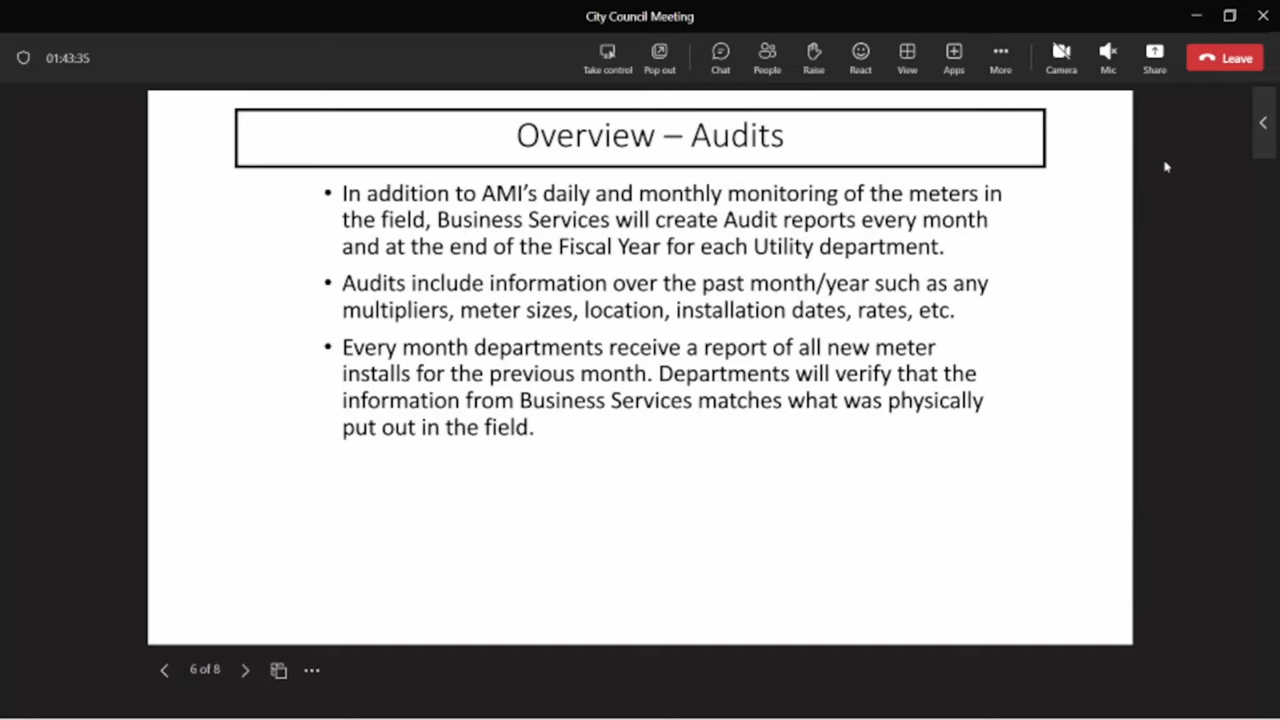 City Council Meeting
01:43:35
Take control
Pop out
Chat
People
Raise
React
View
Apps
More
Camera
Mic
Share
Leave
Overview – Audits
• In addition to AMI's daily and monthly monitoring of the meters in
the field, Business Services will create Audit reports every month
and at the end of the Fiscal Year for each Utility department.
• Audits include information over the past month/year such as any
multipliers, meter sizes, location, installation dates, rates, etc.
• Every month departments receive a report of all new meter
installs for the previous month. Departments will verify that the
information from Business Services matches what was physically
put out in the field.
6 of 8